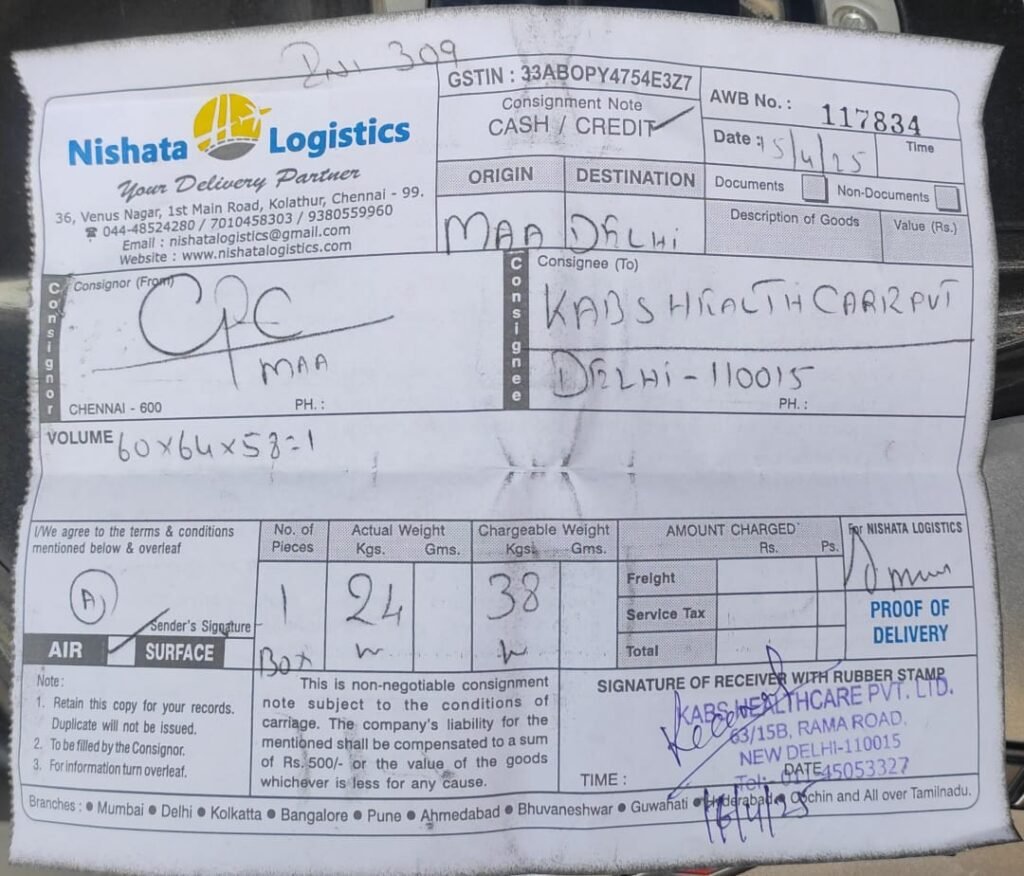 DNI 309
Nishata Logistics
Your Delivery Partner
36, Venus Nagar, 1st Main Road, Kolathur, Chennai - 99.
☎ 044-48524280 / 7010458303 / 9380559960
Email : nishatalogistics@gmail.com
Website : www.nishatalogistics.com
GSTIN : 33ABOPY4754E3Z7
Consignment Note
CASH / CREDIT ✓
AWB No. : 117834
Date : 15/4/25
Time
ORIGIN
DESTINATION
MAA
DELHI
Documents
Non-Documents
Description of Goods
Value (Rs.)
Consignor
Consignor (From)
CPC
MAA
CHENNAI - 600
PH. :
Consignee
Consignee (To)
KABS HEALTHCARE PVT
DELHI - 110015
PH. :
VOLUME 60x64x58=1
I/We agree to the terms & conditions
mentioned below & overleaf
Sender's Signature
AIR ✓ SURFACE
No. of
Pieces
1
Box
Actual Weight
Kgs. Gms.
24
Chargeable Weight
Kgs. Gms.
38
AMOUNT CHARGED
Rs. Ps.
Freight
Service Tax
Total
For NISHATA LOGISTICS
PROOF OF
DELIVERY
Note :
1. Retain this copy for your records.
Duplicate will not be issued.
2. To be filled by the Consignor.
3. For information turn overleaf.
This is non-negotiable consignment
note subject to the conditions of
carriage. The company's liability for the
mentioned shall be compensated to a sum
of Rs. 500/- or the value of the goods
whichever is less for any cause.
SIGNATURE OF RECEIVER WITH RUBBER STAMP
Received
KABS HEALTHCARE PVT. LTD.
63/15B, RAMA ROAD,
NEW DELHI-110015
Tel:- 011-45053327
TIME :
DATE
16/4/25
Branches : ● Mumbai ● Delhi ● Kolkatta ● Bangalore ● Pune ● Ahmedabad ● Bhuvaneshwar ● Guwahati ● Hyderabad ● Cochin and All over Tamilnadu.